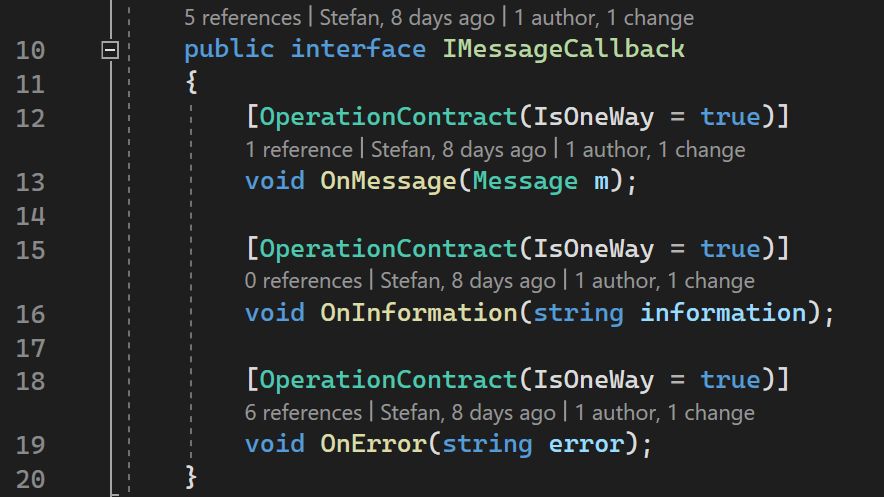 5 references | Stefan, 8 days ago | 1 author, 1 change
10 public interface IMessageCallback
11 {
12 [OperationContract(IsOneWay = true)]
1 reference | Stefan, 8 days ago | 1 author, 1 change
13 void OnMessage(Message m);
14
15 [OperationContract(IsOneWay = true)]
0 references | Stefan, 8 days ago | 1 author, 1 change
16 void OnInformation(string information);
17
18 [OperationContract(IsOneWay = true)]
6 references | Stefan, 8 days ago | 1 author, 1 change
19 void OnError(string error);
20 }